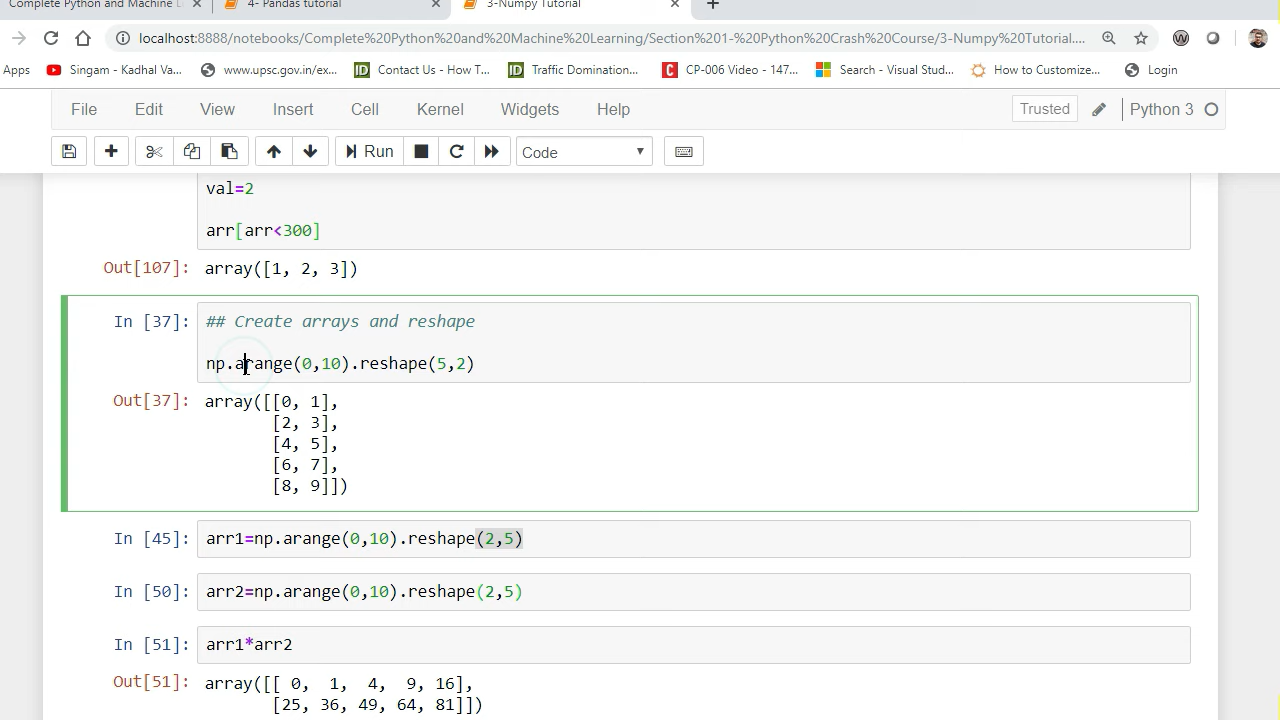 Complete Python and Machine L
4- Pandas tutorial
3-Numpy Tutorial
localhost:8888/notebooks/Complete%20Python%20and%20Machine%20Learning/Section%201-%20Python%20Crash%20Course/3-Numpy%20Tutorial....
Apps
Singam - Kadhal Va...
www.upsc.gov.in/ex...
Contact Us - How T...
Traffic Domination...
CP-006 Video - 147...
Search - Visual Stud...
How to Customize...
Login
File Edit View Insert Cell Kernel Widgets Help
Trusted
Python 3
Run
Code
val=2
arr[arr<300]
Out[107]: array([1, 2, 3])
In [37]: ## Create arrays and reshape
np.arange(0,10).reshape(5,2)
Out[37]: array([[0, 1],
[2, 3],
[4, 5],
[6, 7],
[8, 9]])
In [45]: arr1=np.arange(0,10).reshape(2,5)
In [50]: arr2=np.arange(0,10).reshape(2,5)
In [51]: arr1*arr2
Out[51]: array([[ 0, 1, 4, 9, 16],
[25, 36, 49, 64, 81]])